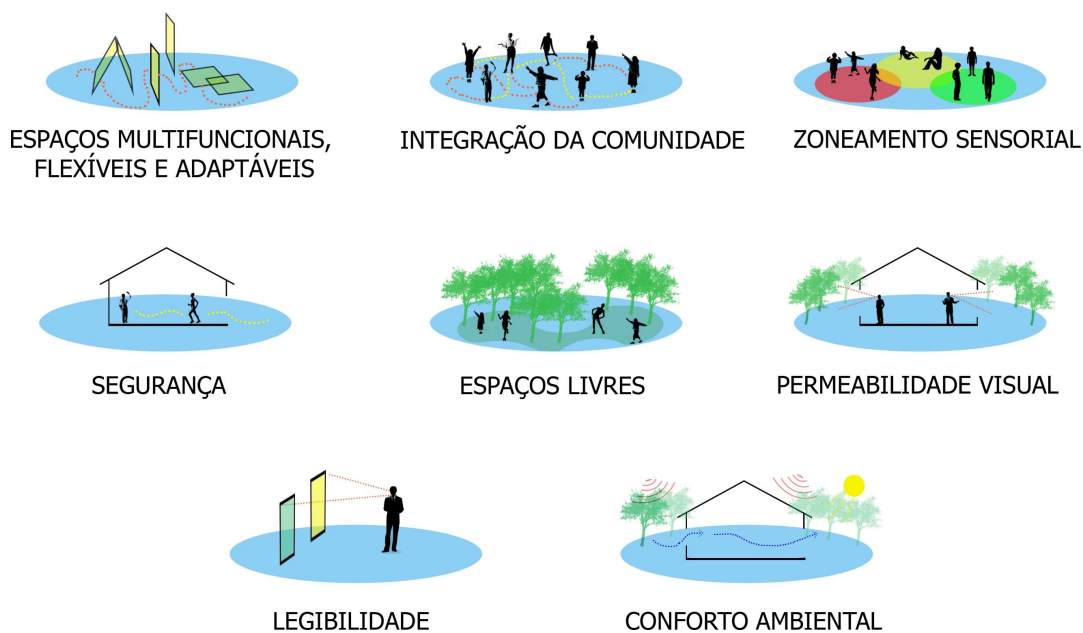 ESPAÇOS MULTIFUNCIONAIS,
FLEXÍVEIS E ADAPTÁVEIS
INTEGRAÇÃO DA COMUNIDADE
ZONEAMENTO SENSORIAL
SEGURANÇA
ESPAÇOS LIVRES
PERMEABILIDADE VISUAL
LEGIBILIDADE
CONFORTO AMBIENTAL